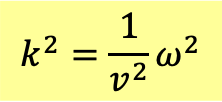 k² = 1/v² ω²